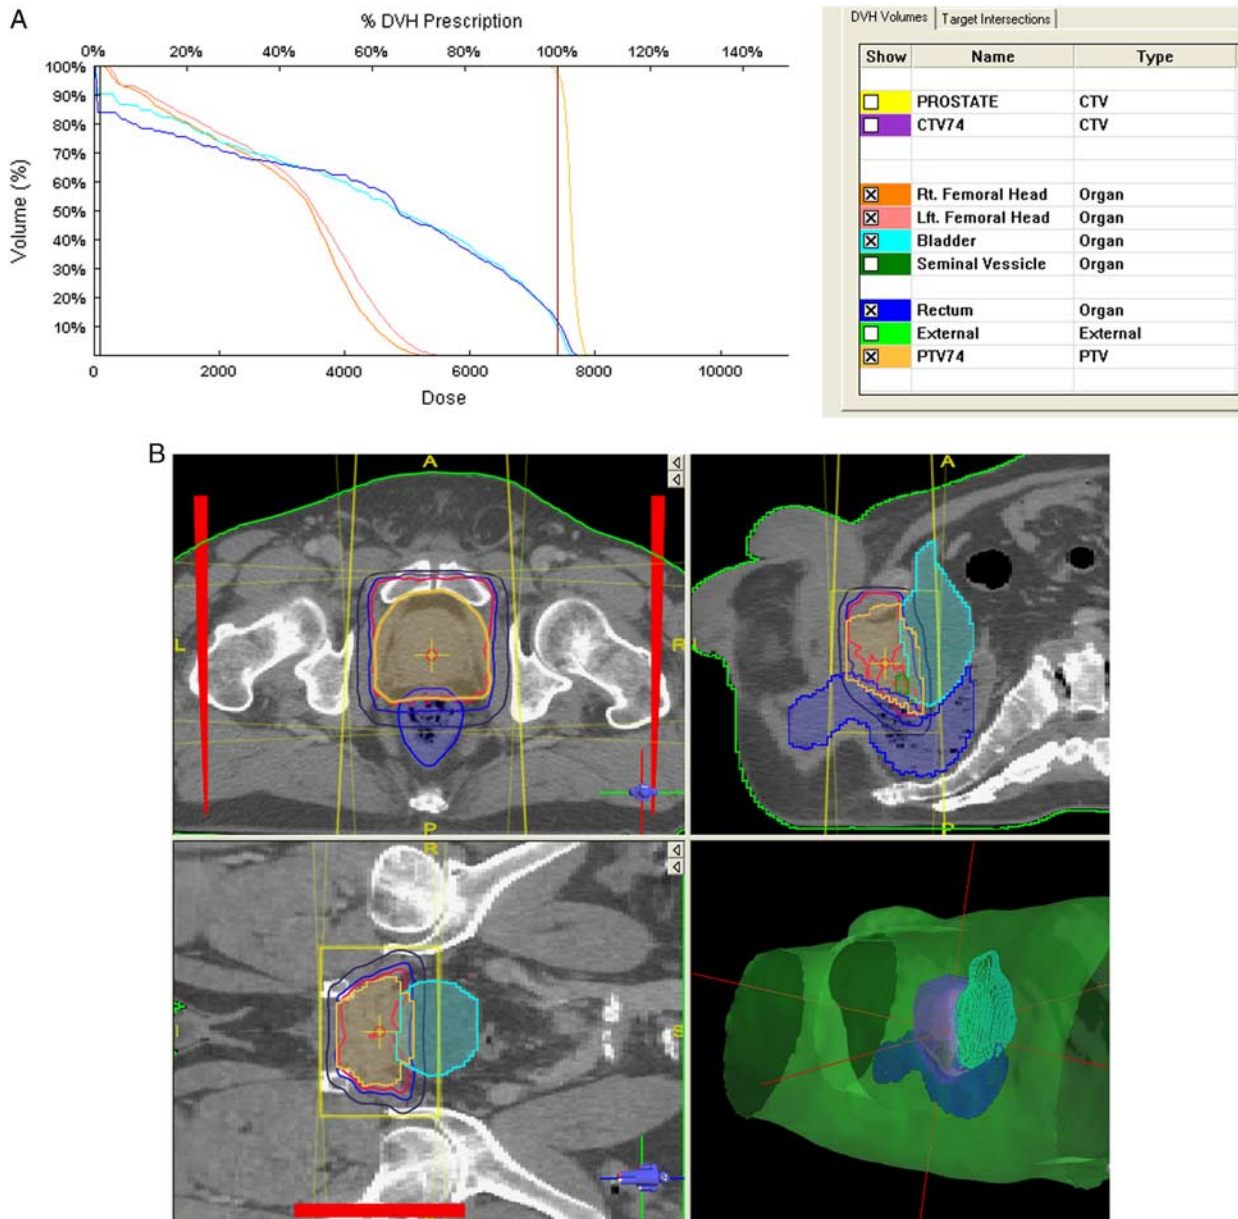 A
% DVH Prescription
0% 20% 40% 60% 80% 100% 120% 140%
100%
90%
80%
70%
60%
50%
40%
30%
20%
10%
Volume (%)
0 2000 4000 6000 8000 10000
Dose
DVH Volumes Target Intersections
Show Name Type
PROSTATE CTV
CTV74 CTV
Rt. Femoral Head Organ
Lft. Femoral Head Organ
Bladder Organ
Seminal Vessicle Organ
Rectum Organ
External External
PTV74 PTV
B
A
L R
P
A
P
R
I S